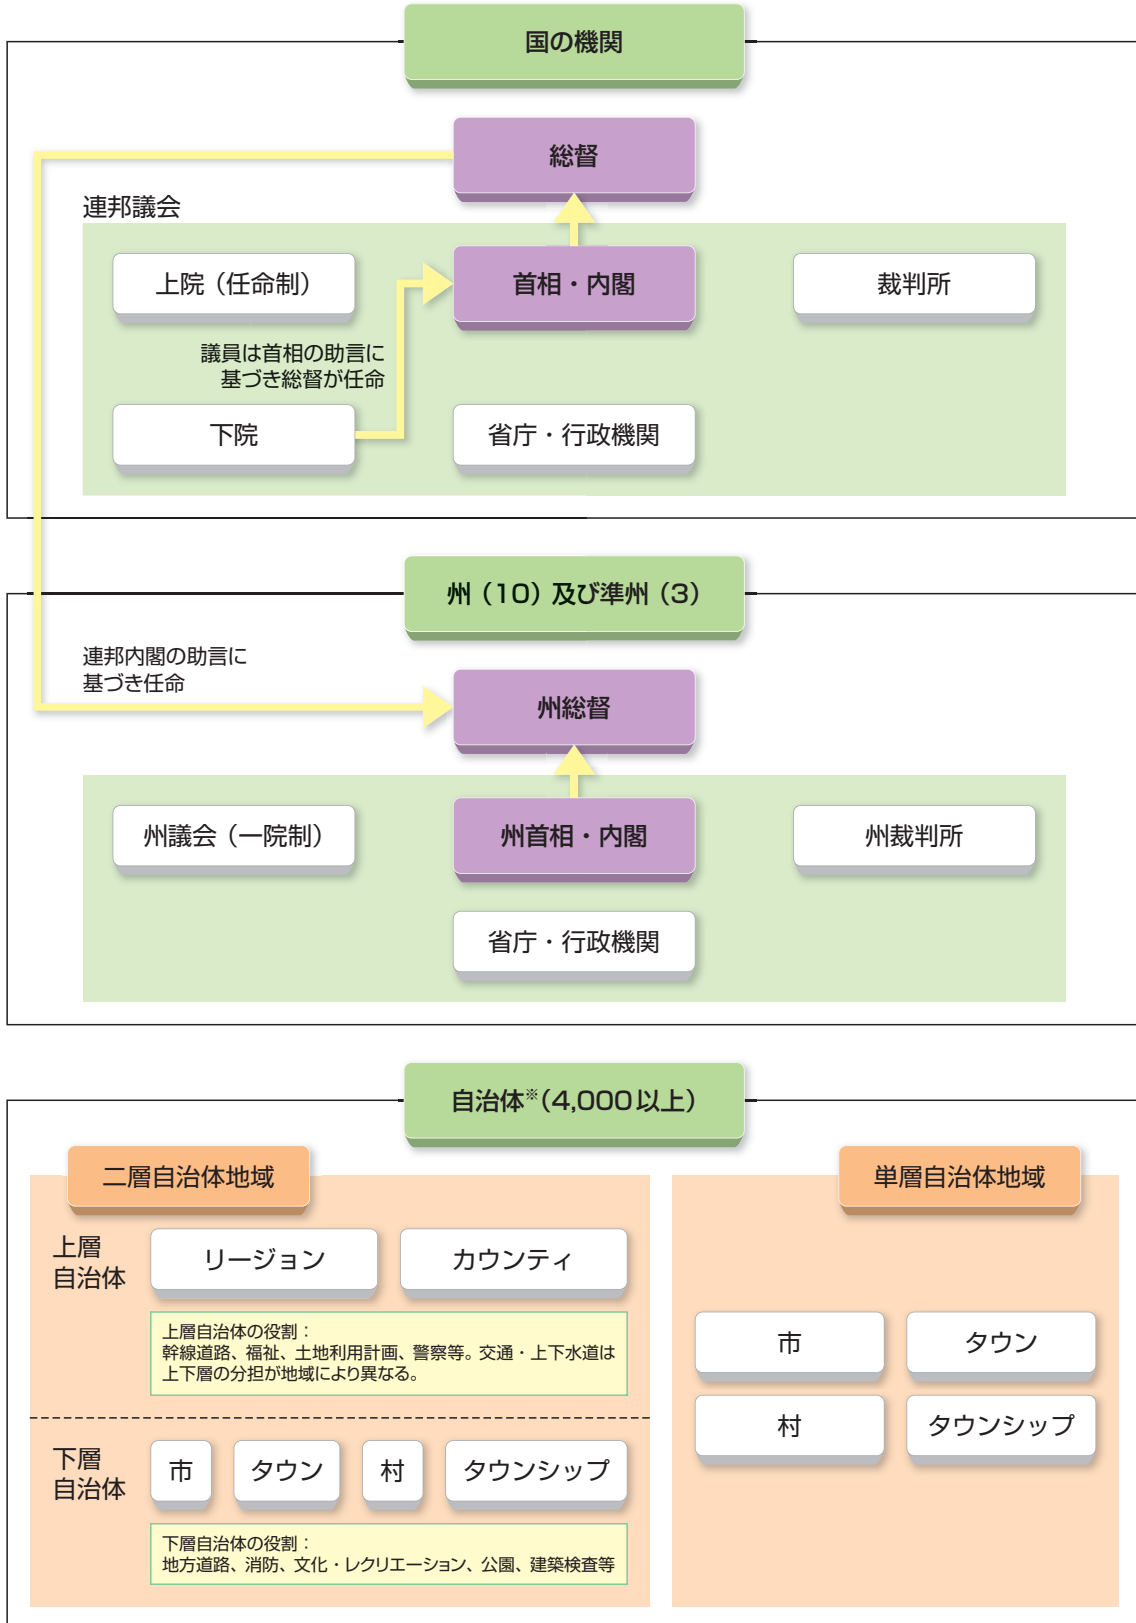 国の機関
総督
連邦議会
上院（任命制）
首相・内閣
裁判所
議員は首相の助言に
基づき総督が任命
下院
省庁・行政機関
州（10）及び準州（3）
連邦内閣の助言に
基づき任命
州総督
州議会（一院制）
州首相・内閣
州裁判所
省庁・行政機関
自治体※（4,000以上）
二層自治体地域
上層
自治体
リージョン
カウンティ
上層自治体の役割：
幹線道路、福祉、土地利用計画、警察等。交通・上下水道は
上下層の分担が地域により異なる。
下層
自治体
市
タウン
村
タウンシップ
下層自治体の役割：
地方道路、消防、文化・レクリエーション、公園、建築検査等
単層自治体地域
市
タウン
村
タウンシップ